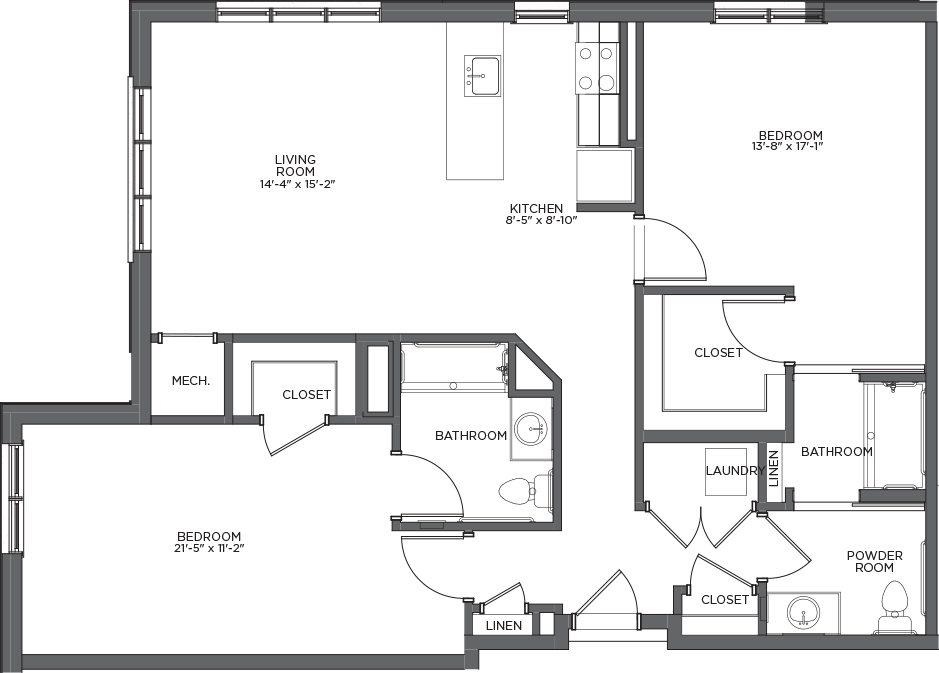 LIVING
ROOM
14'-4" x 15'-2"
KITCHEN
8'-5" x 8'-10"
BEDROOM
13'-8" x 17'-1"
MECH.
CLOSET
CLOSET
BATHROOM
BATHROOM
LAUNDRY
LINEN
BEDROOM
21'-5" x 11'-2"
POWDER
ROOM
CLOSET
LINEN